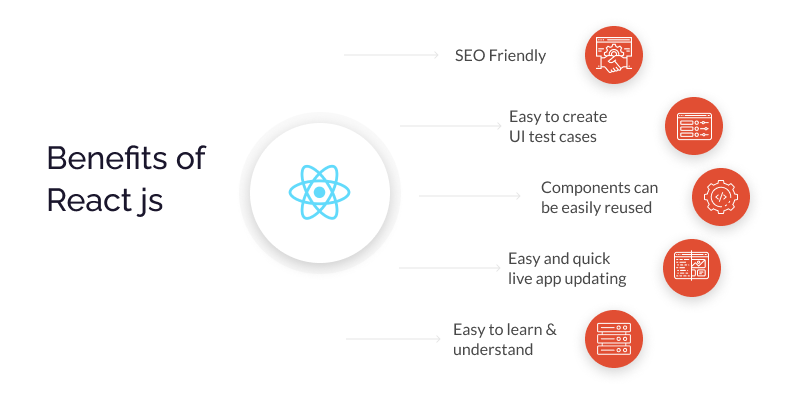 Benefits of
React js
SEO Friendly
Easy to create
UI test cases
Components can
be easily reused
Easy and quick
live app updating
Easy to learn &
understand